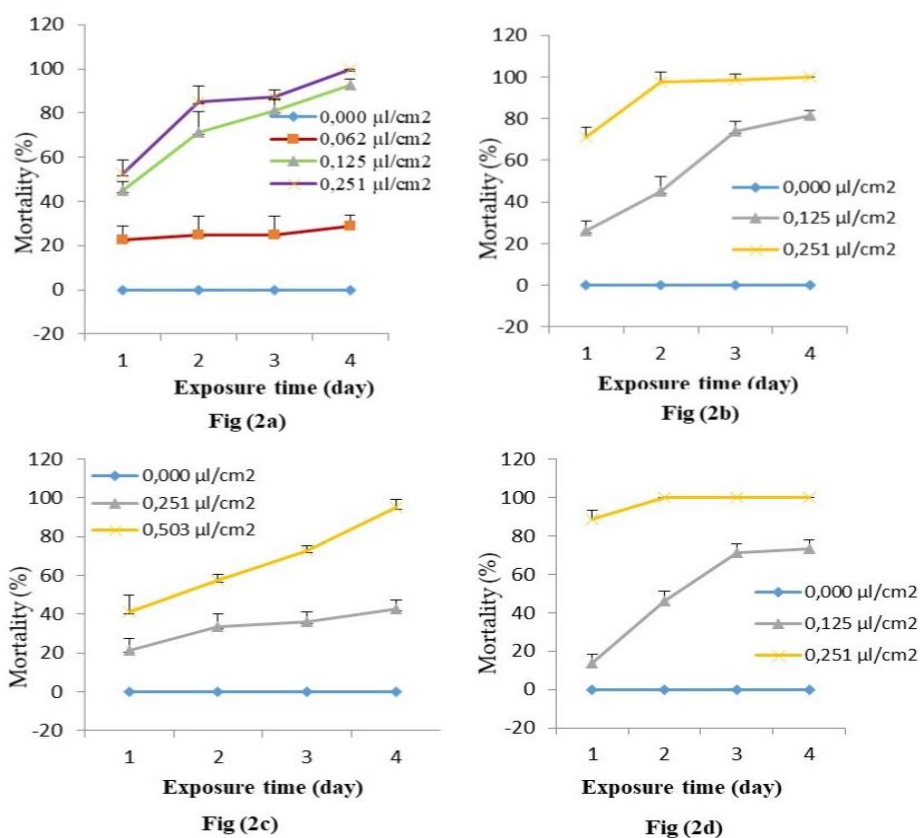 120
100
80
60
40
20
0
-20
Mortality (%)
0,000 µl/cm2
0,062 µl/cm2
0,125 µl/cm2
0,251 µl/cm2
1 2 3 4
Exposure time (day)
Fig (2a)
120
100
80
60
40
20
0
-20
Mortality (%)
0,000 µl/cm2
0,125 µl/cm2
0,251 µl/cm2
1 2 3 4
Exposure time (day)
Fig (2b)
120
100
80
60
40
20
0
-20
Mortality (%)
0,000 µl/cm2
0,251 µl/cm2
0,503 µl/cm2
1 2 3 4
Exposure time (day)
Fig (2c)
120
100
80
60
40
20
0
-20
Mortality (%)
0,000 µl/cm2
0,125 µl/cm2
0,251 µl/cm2
1 2 3 4
Exposure time (day)
Fig (2d)